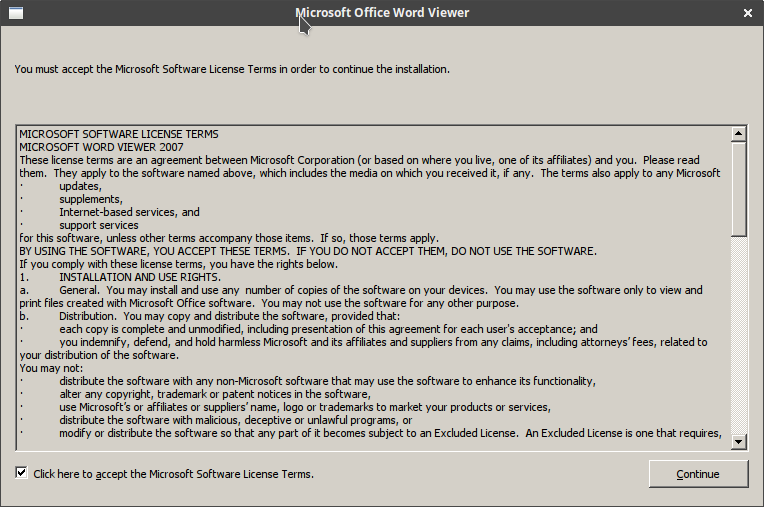 Microsoft Office Word Viewer
You must accept the Microsoft Software License Terms in order to continue the installation.
MICROSOFT SOFTWARE LICENSE TERMS
MICROSOFT WORD VIEWER 2007
These license terms are an agreement between Microsoft Corporation (or based on where you live, one of its affiliates) and you.  Please read
them.  They apply to the software named above, which includes the media on which you received it, if any.  The terms also apply to any Microsoft
·	updates,
·	supplements,
·	Internet-based services, and
·	support services
for this software, unless other terms accompany those items.  If so, those terms apply.
BY USING THE SOFTWARE, YOU ACCEPT THESE TERMS.  IF YOU DO NOT ACCEPT THEM, DO NOT USE THE SOFTWARE.
If you comply with these license terms, you have the rights below.
1.	INSTALLATION AND USE RIGHTS.
a.	General.  You may install and use any  number of copies of the software on your devices.  You may use the software only to view and
print files created with Microsoft Office software.  You may not use the software for any other purpose.
b.	Distribution.  You may copy and distribute the software, provided that:
·	each copy is complete and unmodified, including presentation of this agreement for each user's acceptance; and
·	you indemnify, defend, and hold harmless Microsoft and its affiliates and suppliers from any claims, including attorneys’ fees, related to
your distribution of the software.
You may not:
·	distribute the software with any non-Microsoft software that may use the software to enhance its functionality,
·	alter any copyright, trademark or patent notices in the software,
·	use Microsoft’s or affiliates or suppliers’ name, logo or trademarks to market your products or services,
·	distribute the software with malicious, deceptive or unlawful programs, or
·	modify or distribute the software so that any part of it becomes subject to an Excluded License.  An Excluded License is one that requires,
Click here to accept the Microsoft Software License Terms.
Continue